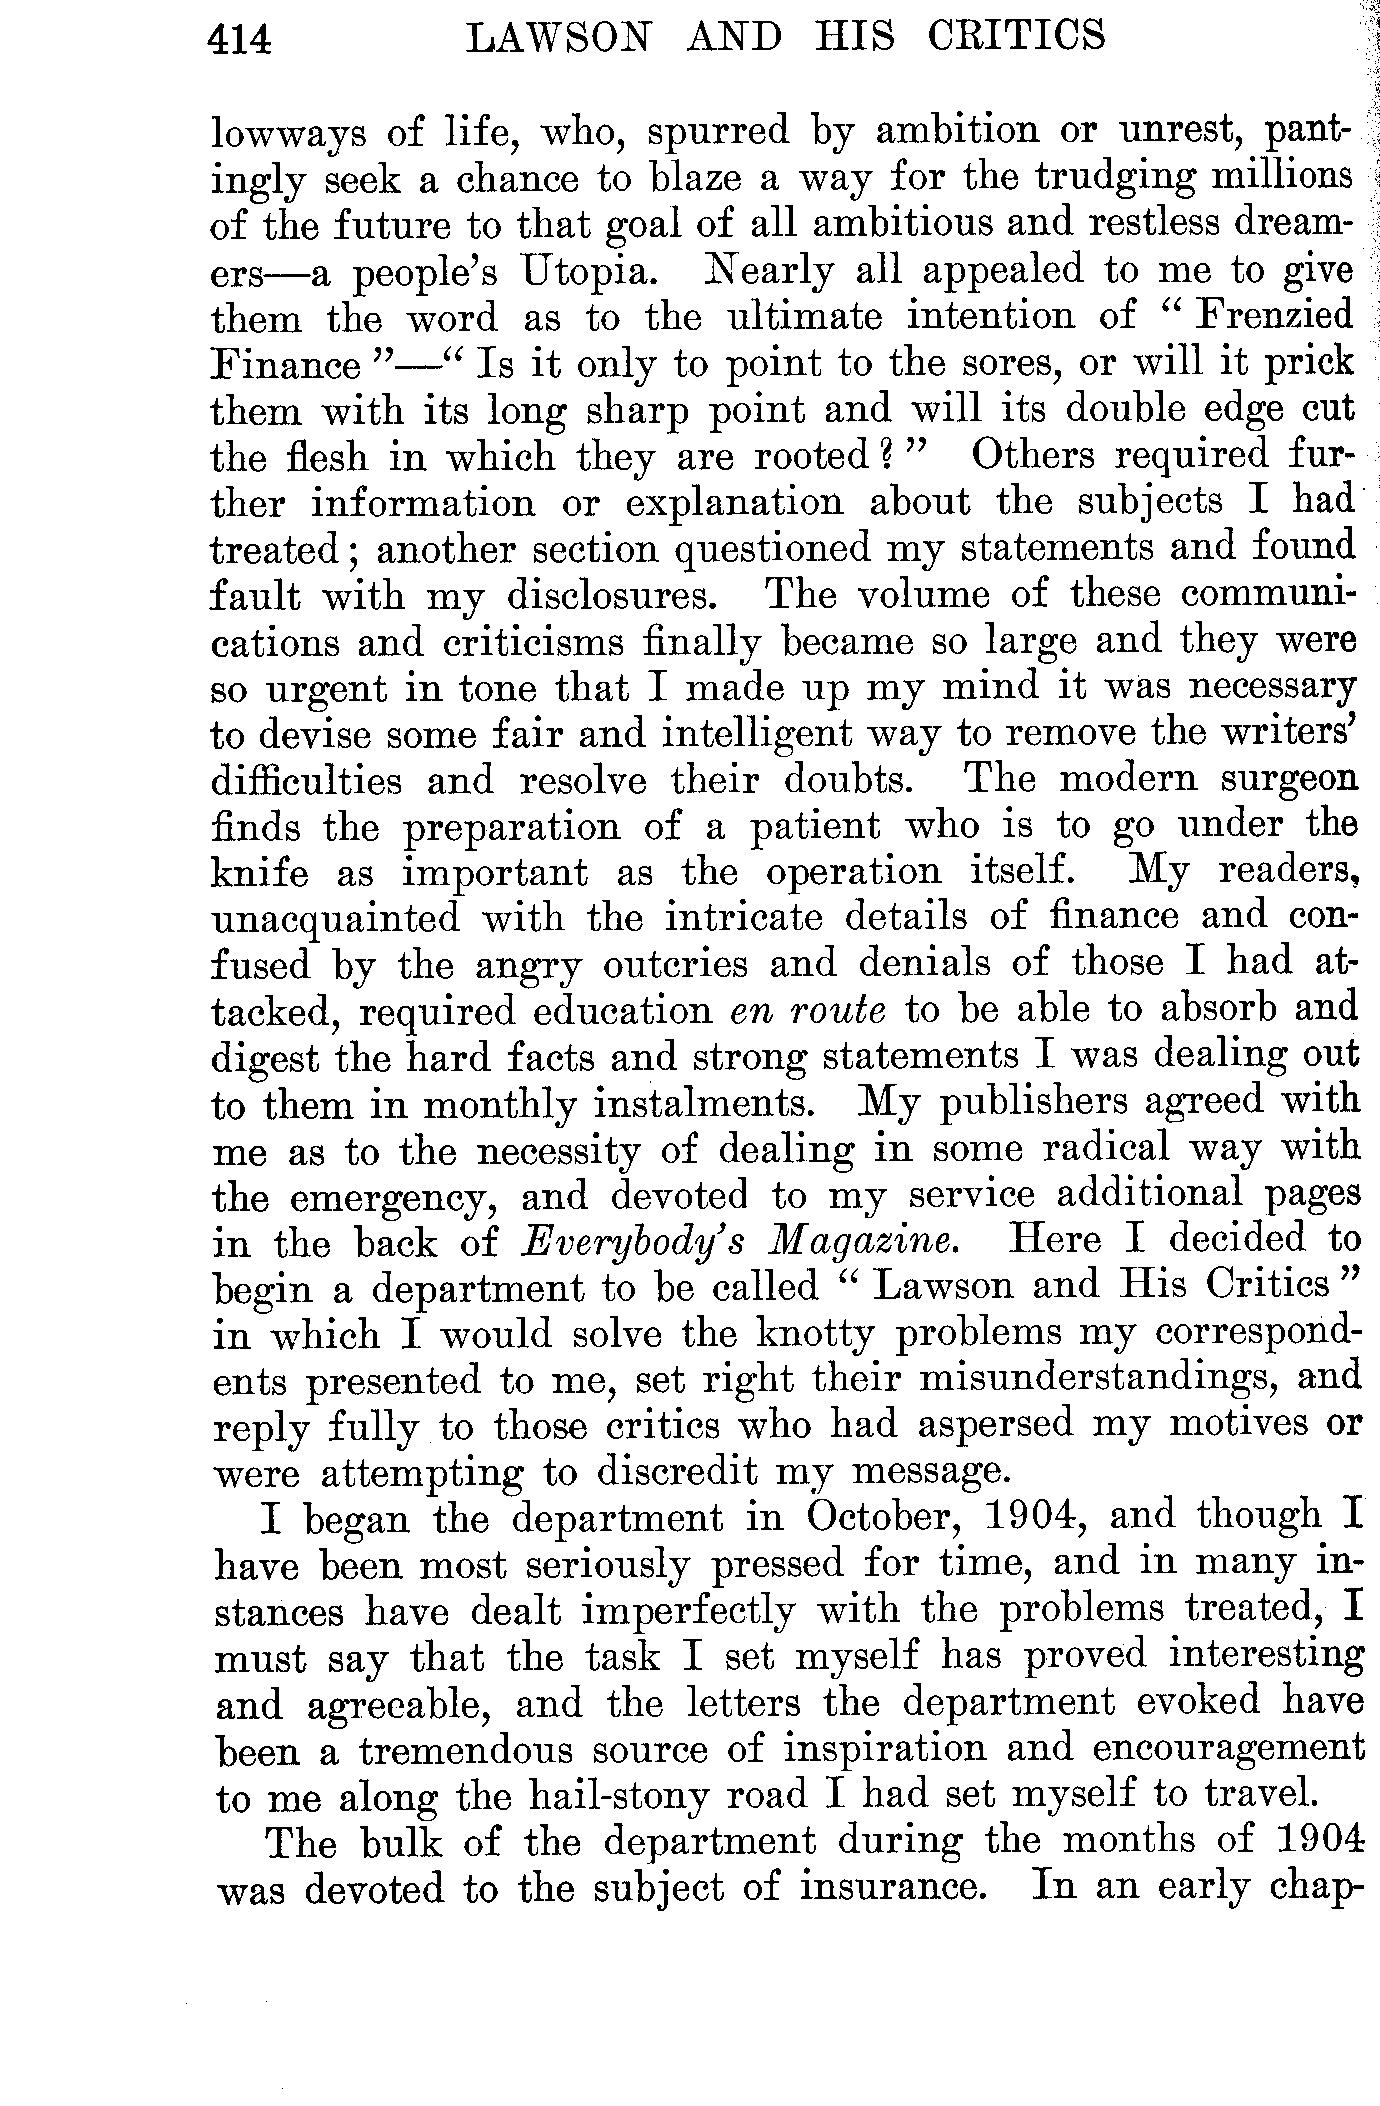 414 LAWSON AND HIS CRITICS
lowways of life, who, spurred by ambition or unrest, pant-
ingly seek a chance to blaze a way for the trudging millions
of the future to that goal of all ambitious and restless dream-
ers—a people's Utopia. Nearly all appealed to me to give
them the word as to the ultimate intention of " Frenzied
Finance "—" Is it only to point to the sores, or will it prick
them with its long sharp point and will its double edge cut
the flesh in which they are rooted ? " Others required fur-
ther information or explanation about the subjects I had
treated ; another section questioned my statements and found
fault with my disclosures. The volume of these communi-
cations and criticisms finally became so large and they were
so urgent in tone that I made up my mind it was necessary
to devise some fair and intelligent way to remove the writers'
difficulties and resolve their doubts. The modern surgeon
finds the preparation of a patient who is to go under the
knife as important as the operation itself. My readers,
unacquainted with the intricate details of finance and con-
fused by the angry outcries and denials of those I had at-
tacked, required education en route to be able to absorb and
digest the hard facts and strong statements I was dealing out
to them in monthly instalments. My publishers agreed with
me as to the necessity of dealing in some radical way with
the emergency, and devoted to my service additional pages
in the back of Everybody's Magazine. Here I decided to
begin a department to be called " Lawson and His Critics "
in which I would solve the knotty problems my correspond-
ents presented to me, set right their misunderstandings, and
reply fully to those critics who had aspersed my motives or
were attempting to discredit my message.
I began the department in October, 1904, and though I
have been most seriously pressed for time, and in many in-
stances have dealt imperfectly with the problems treated, I
must say that the task I set myself has proved interesting
and agreeable, and the letters the department evoked have
been a tremendous source of inspiration and encouragement
to me along the hail-stony road I had set myself to travel.
The bulk of the department during the months of 1904
was devoted to the subject of insurance. In an early chap-